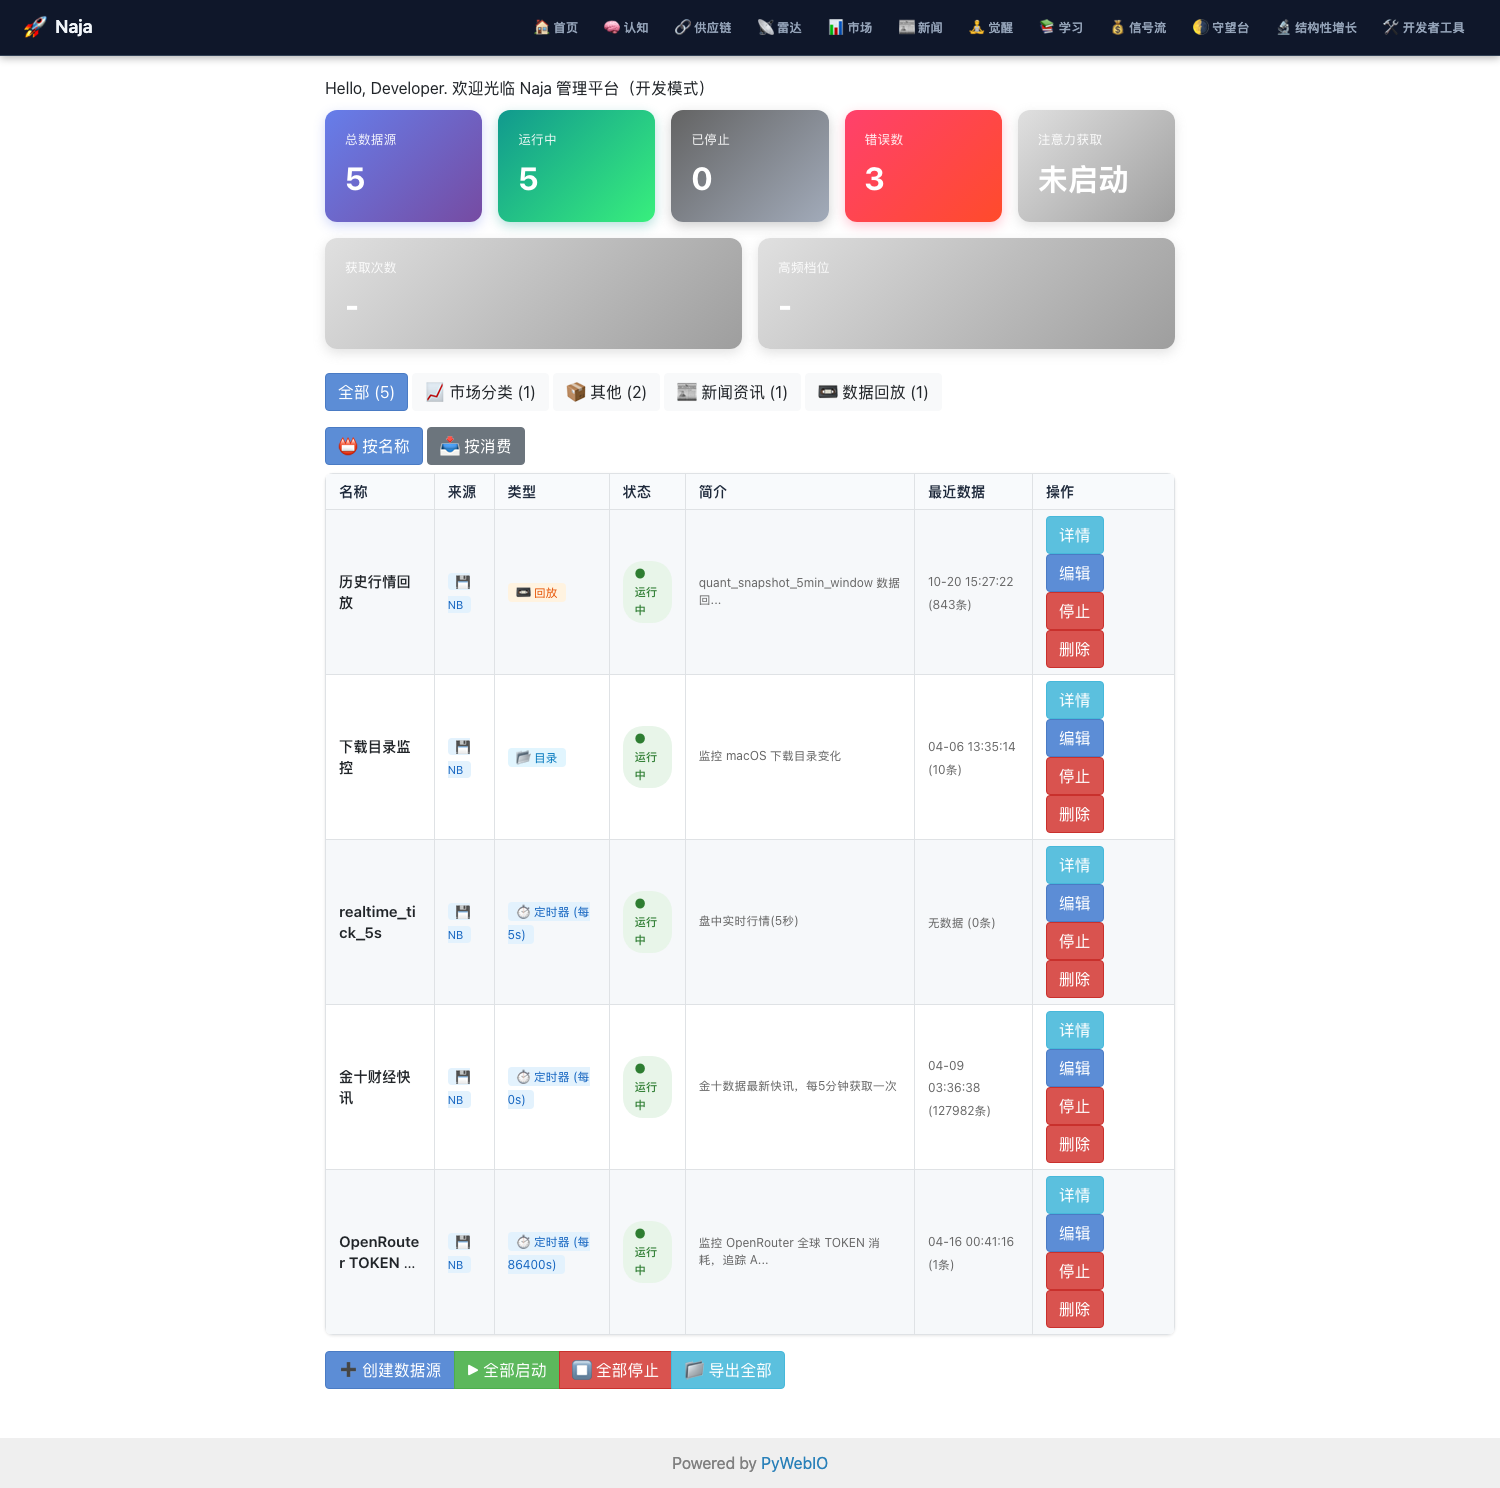 🚀 Naja
🏠 首页 🧠 认知 🔗 供应链 📡 雷达 📊 市场 📰 新闻 🧘 觉醒 📚 学习 💰 信号流 🌗 守望台 🔬 结构性增长 🛠️ 开发者工具
Hello, Developer. 欢迎光临 Naja 管理平台（开发模式）
总数据源
5
运行中
5
已停止
0
错误数
3
注意力获取
未启动
获取次数
-
高频档位
-
全部 (5) 📈 市场分类 (1) 📦 其他 (2) 📰 新闻资讯 (1) 📼 数据回放 (1)
📛 按名称 📥 按消费
名称 来源 类型 状态 简介 最近数据 操作
历史行情回
放
💾
NB
📼 回放
●
运行
中
quant_snapshot_5min_window 数据
回...
10-20 15:27:22
(843条)
详情
编辑
停止
删除
下载目录监
控
💾
NB
📁 目录
●
运行
中
监控 macOS 下载目录变化
04-06 13:35:14
(10条)
详情
编辑
停止
删除
realtime_ti
ck_5s
💾
NB
⏱️ 定时器 (每
5s)
●
运行
中
盘中实时行情(5秒)
无数据 (0条)
详情
编辑
停止
删除
金十财经快
讯
💾
NB
⏱️ 定时器 (每
0s)
●
运行
中
金十数据最新快讯，每5分钟获取一次
04-09
03:36:38
(127982条)
详情
编辑
停止
删除
OpenRoute
r TOKEN ...
💾
NB
⏱️ 定时器 (每
86400s)
●
运行
中
监控 OpenRouter 全球 TOKEN 消
耗，追踪 A...
04-16 00:41:16
(1条)
详情
编辑
停止
删除
➕ 创建数据源 ▶ 全部启动 ⏹️ 全部停止 📁 导出全部
Powered by PyWebIO